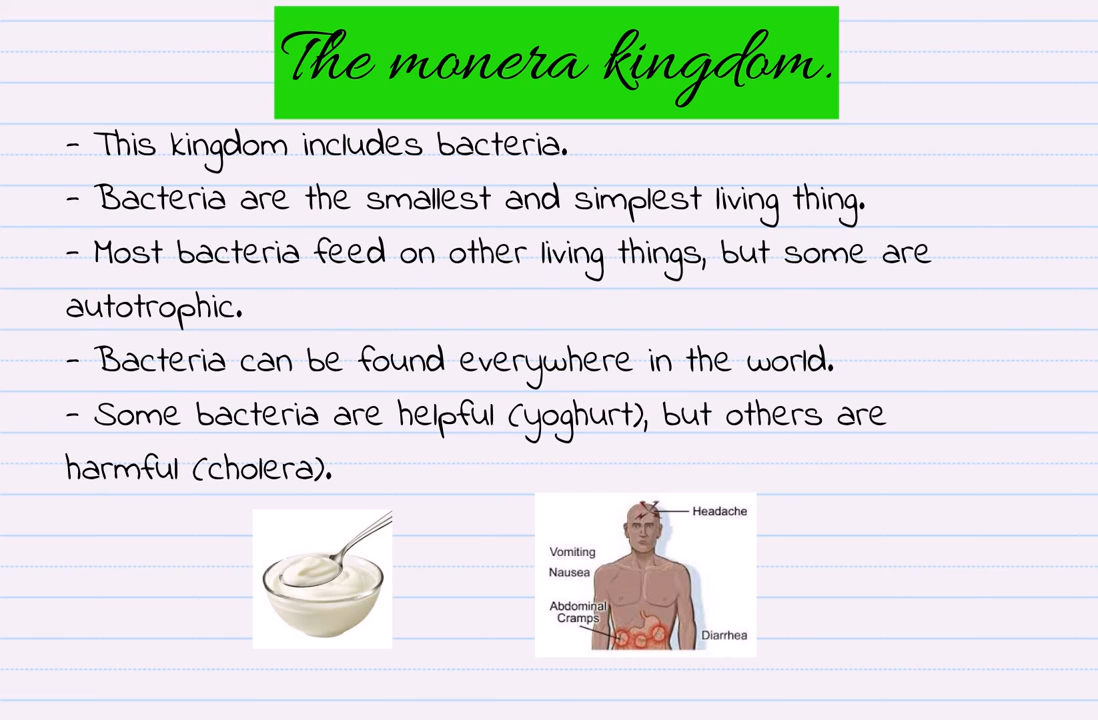 The monera kingdom.
- This kingdom includes bacteria.
- Bacteria are the smallest and simplest living thing.
- Most bacteria feed on other living things, but some are
autotrophic.
- Bacteria can be found everywhere in the world.
- Some bacteria are helpful (yoghurt), but others are
harmful (cholera).
Headache
Vomiting
Nausea
Abdominal
Cramps
Diarrhea